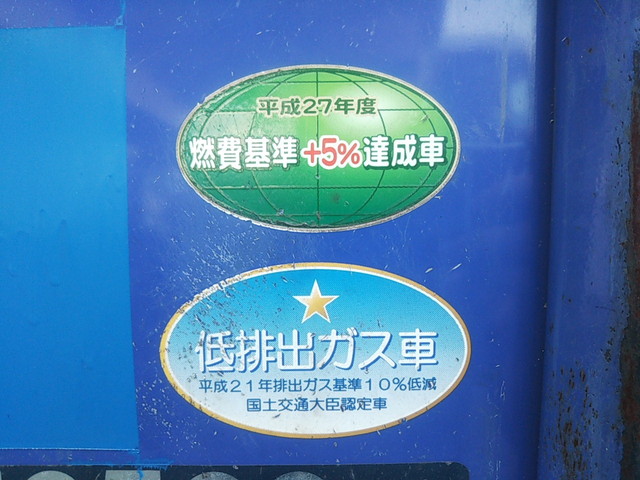 平成27年度
燃費基準+5%達成車
低排出ガス車
平成21年排出ガス基準10%低減
国土交通大臣認定車